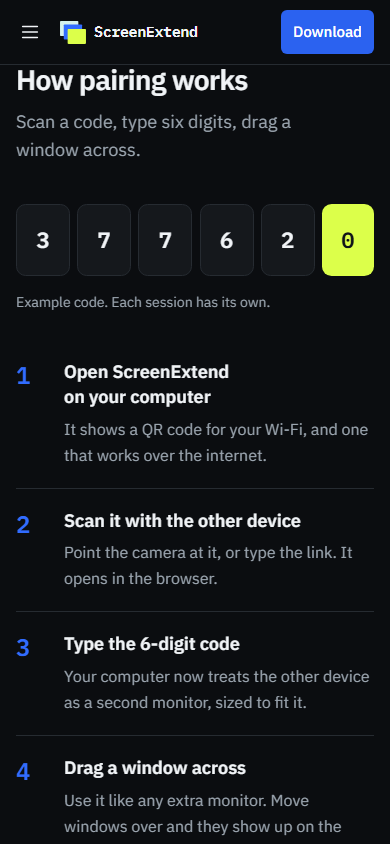 ScreenExtend
Download
How pairing works
Scan a code, type six digits, drag a
window across.
3 7 7 6 2 0
Example code. Each session has its own.
1 Open ScreenExtend
on your computer
It shows a QR code for your Wi-Fi, and one
that works over the internet.
2 Scan it with the other device
Point the camera at it, or type the link. It
opens in the browser.
3 Type the 6-digit code
Your computer now treats the other device
as a second monitor, sized to fit it.
4 Drag a window across
Use it like any extra monitor. Move
windows over and they show up on the